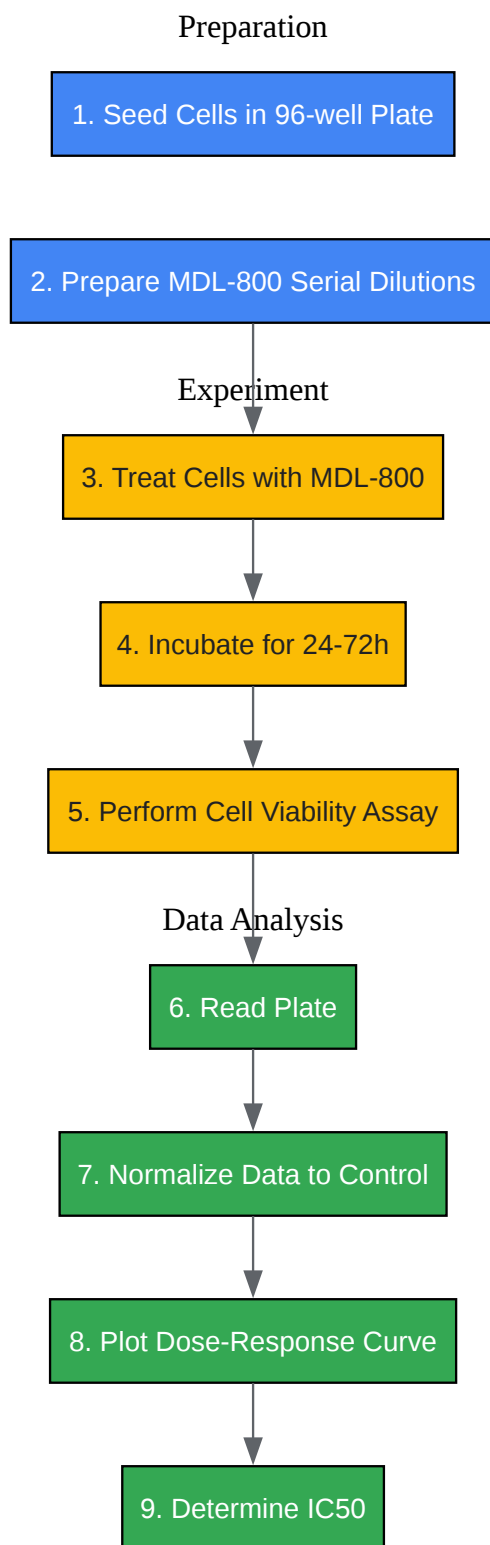 Preparation
1. Seed Cells in 96-well Plate
2. Prepare MDL-800 Serial Dilutions
Experiment
3. Treat Cells with MDL-800
4. Incubate for 24-72h
5. Perform Cell Viability Assay
Data Analysis
6. Read Plate
7. Normalize Data to Control
8. Plot Dose-Response Curve
9. Determine IC50